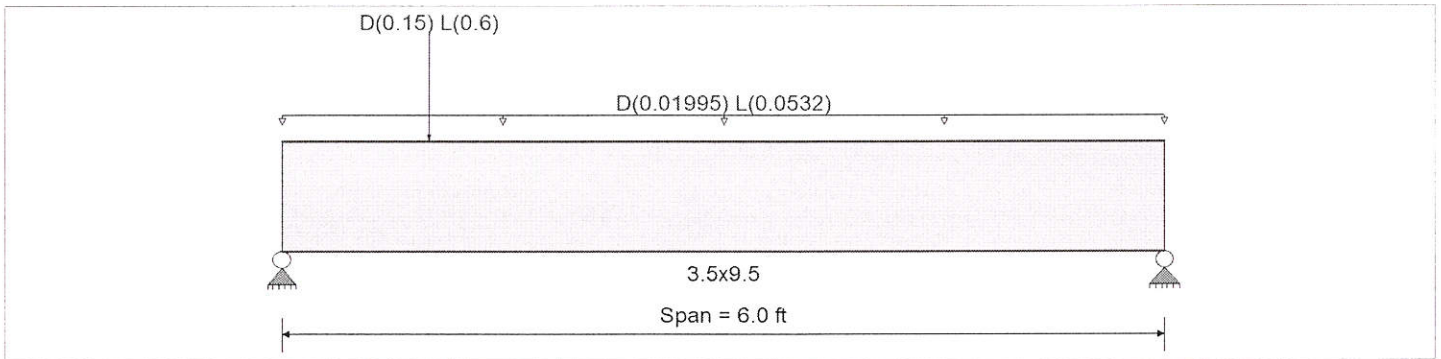 D(0.15) L(0.6)
D(0.01995) L(0.0532)
3.5x9.5
Span = 6.0 ft